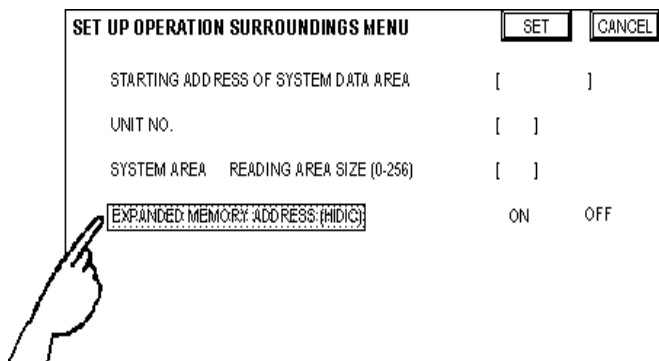 SET UP OPERATION SURROUNDINGS MENU SET CANCEL
STARTING ADDRESS OF SYSTEM DATA AREA [ ]
UNIT NO. [ ]
SYSTEM AREA READING AREA SIZE (0-256) [ ]
EXPANDED MEMORY ADDRESS (HIDIC) ON OFF